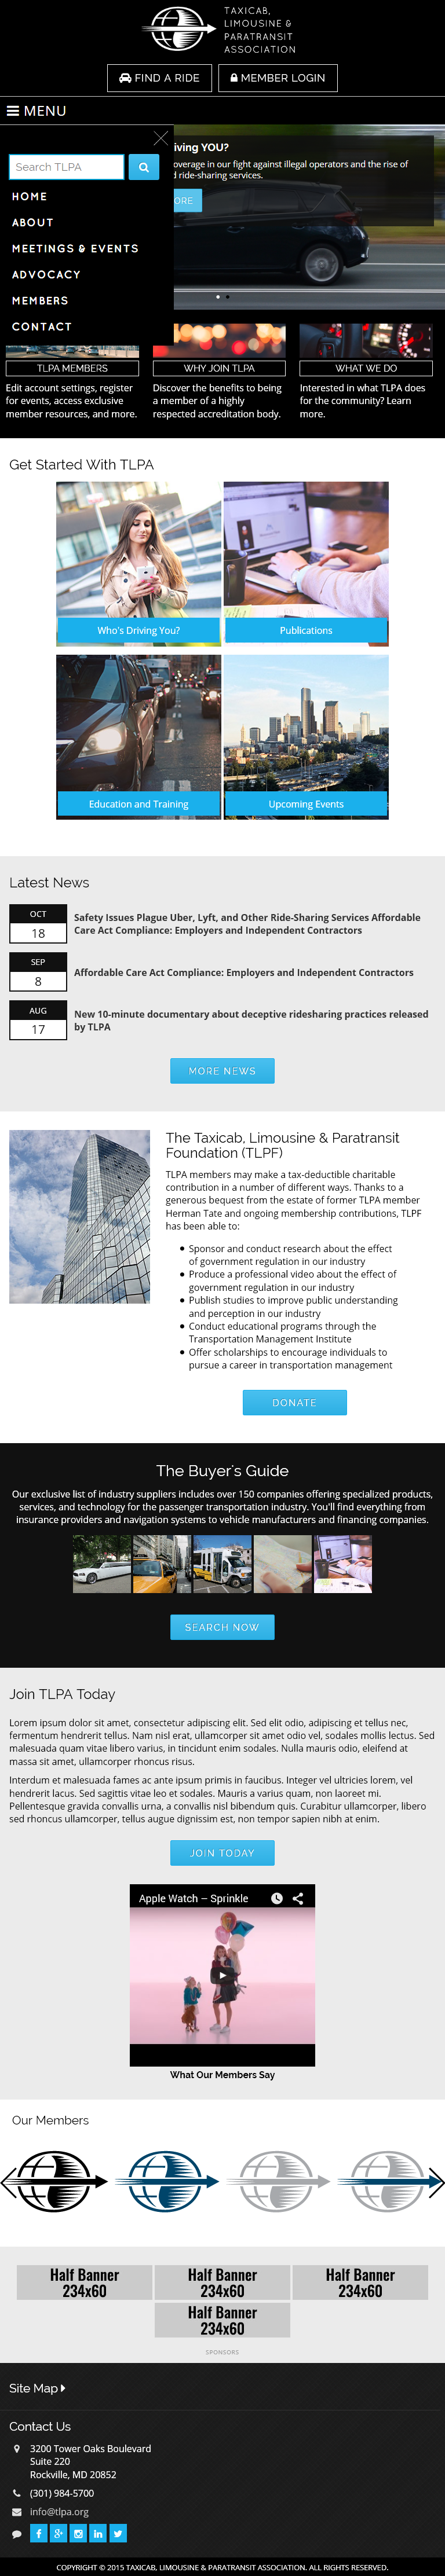 TAXICAB,
LIMOUSINE &
PARATRANSIT
ASSOCIATION
FIND A RIDE
MEMBER LOGIN
MENU
iving YOU?
Search TLPA
overage in our fight against illegal operators and the rise of
d ride-sharing services.
HOME
ORE
ABOUT
MEETINGS & EVENTS
ADVOCACY
MEMBERS
CONTACT
TLPA MEMBERS
WHY JOIN TLPA
WHAT WE DO
Edit account settings, register
for events, access exclusive
member resources, and more.
Discover the benefits to being
a member of a highly
respected accreditation body.
Interested in what TLPA does
for the community? Learn
more.
Get Started With TLPA
Who's Driving You?
Publications
Education and Training
Upcoming Events
Latest News
OCT
18
Safety Issues Plague Uber, Lyft, and Other Ride-Sharing Services Affordable
Care Act Compliance: Employers and Independent Contractors
SEP
8
Affordable Care Act Compliance: Employers and Independent Contractors
AUG
17
New 10-minute documentary about deceptive ridesharing practices released
by TLPA
MORE NEWS
The Taxicab, Limousine & Paratransit
Foundation (TLPF)
TLPA members may make a tax-deductible charitable
contribution in a number of different ways. Thanks to a
generous bequest from the estate of former TLPA member
Herman Tate and ongoing membership contributions, TLPF
has been able to:
Sponsor and conduct research about the effect
of government regulation in our industry
Produce a professional video about the effect of
government regulation in our industry
Publish studies to improve public understanding
and perception in our industry
Conduct educational programs through the
Transportation Management Institute
Offer scholarships to encourage individuals to
pursue a career in transportation management
DONATE
The Buyer's Guide
Our exclusive list of industry suppliers includes over 150 companies offering specialized products,
services, and technology for the passenger transportation industry. You'll find everything from
insurance providers and navigation systems to vehicle manufacturers and financing companies.
SEARCH NOW
Join TLPA Today
Lorem ipsum dolor sit amet, consectetur adipiscing elit. Sed elit odio, adipiscing et tellus nec,
fermentum hendrerit tellus. Nam nisl erat, ullamcorper sit amet odio vel, sodales mollis lectus. Sed
malesuada quam vitae libero varius, in tincidunt enim sodales. Nulla mauris odio, eleifend at
massa sit amet, ullamcorper rhoncus risus.
Interdum et malesuada fames ac ante ipsum primis in faucibus. Integer vel ultricies lorem, vel
hendrerit lacus. Sed sagittis vitae leo et sodales. Mauris a varius quam, non laoreet mi.
Pellentesque gravida convallis urna, a convallis nisl bibendum quis. Curabitur ullamcorper, libero
sed rhoncus ullamcorper, tellus augue dignissim est, non tempor sapien nibh at enim.
JOIN TODAY
Apple Watch – Sprinkle
What Our Members Say
Our Members
Half Banner
234x60
Half Banner
234x60
Half Banner
234x60
Half Banner
234x60
SPONSORS
Site Map
Contact Us
3200 Tower Oaks Boulevard
Suite 220
Rockville, MD 20852
(301) 984-5700
info@tlpa.org
COPYRIGHT © 2015 TAXICAB, LIMOUSINE & PARATRANSIT ASSOCIATION. ALL RIGHTS RESERVED.